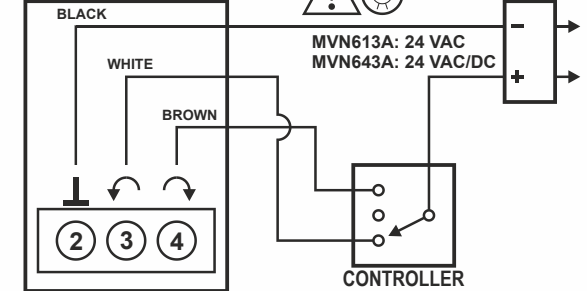 BLACK
MVN613A: 24 VAC
MVN643A: 24 VAC/DC
WHITE
BROWN
2 3 4
CONTROLLER
- 
+